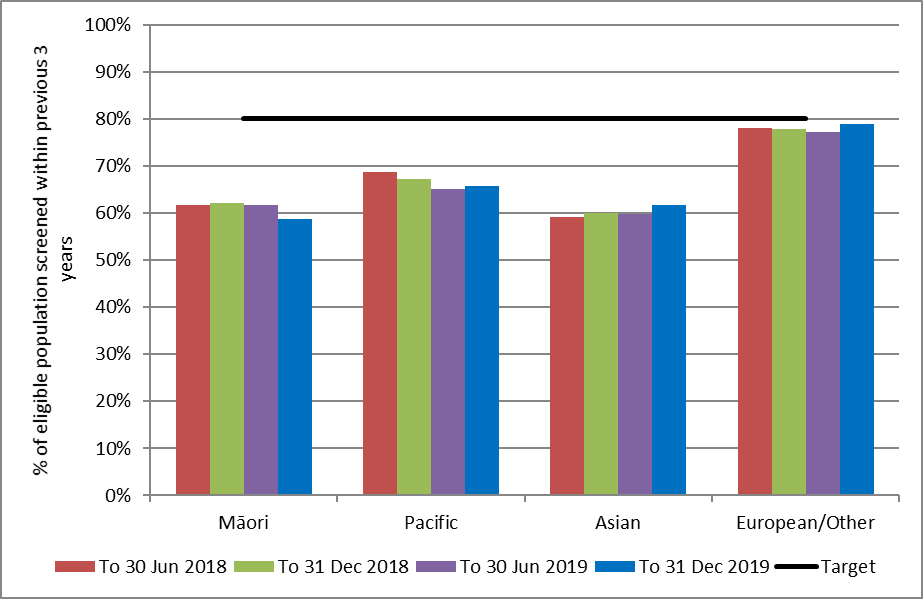 100%
90%
80%
70%
60%
50%
40%
30%
20%
10%
0%
% of eligible population screened within previous 3
years
Māori Pacific Asian European/Other
To 30 Jun 2018 To 31 Dec 2018 To 30 Jun 2019 To 31 Dec 2019 Target